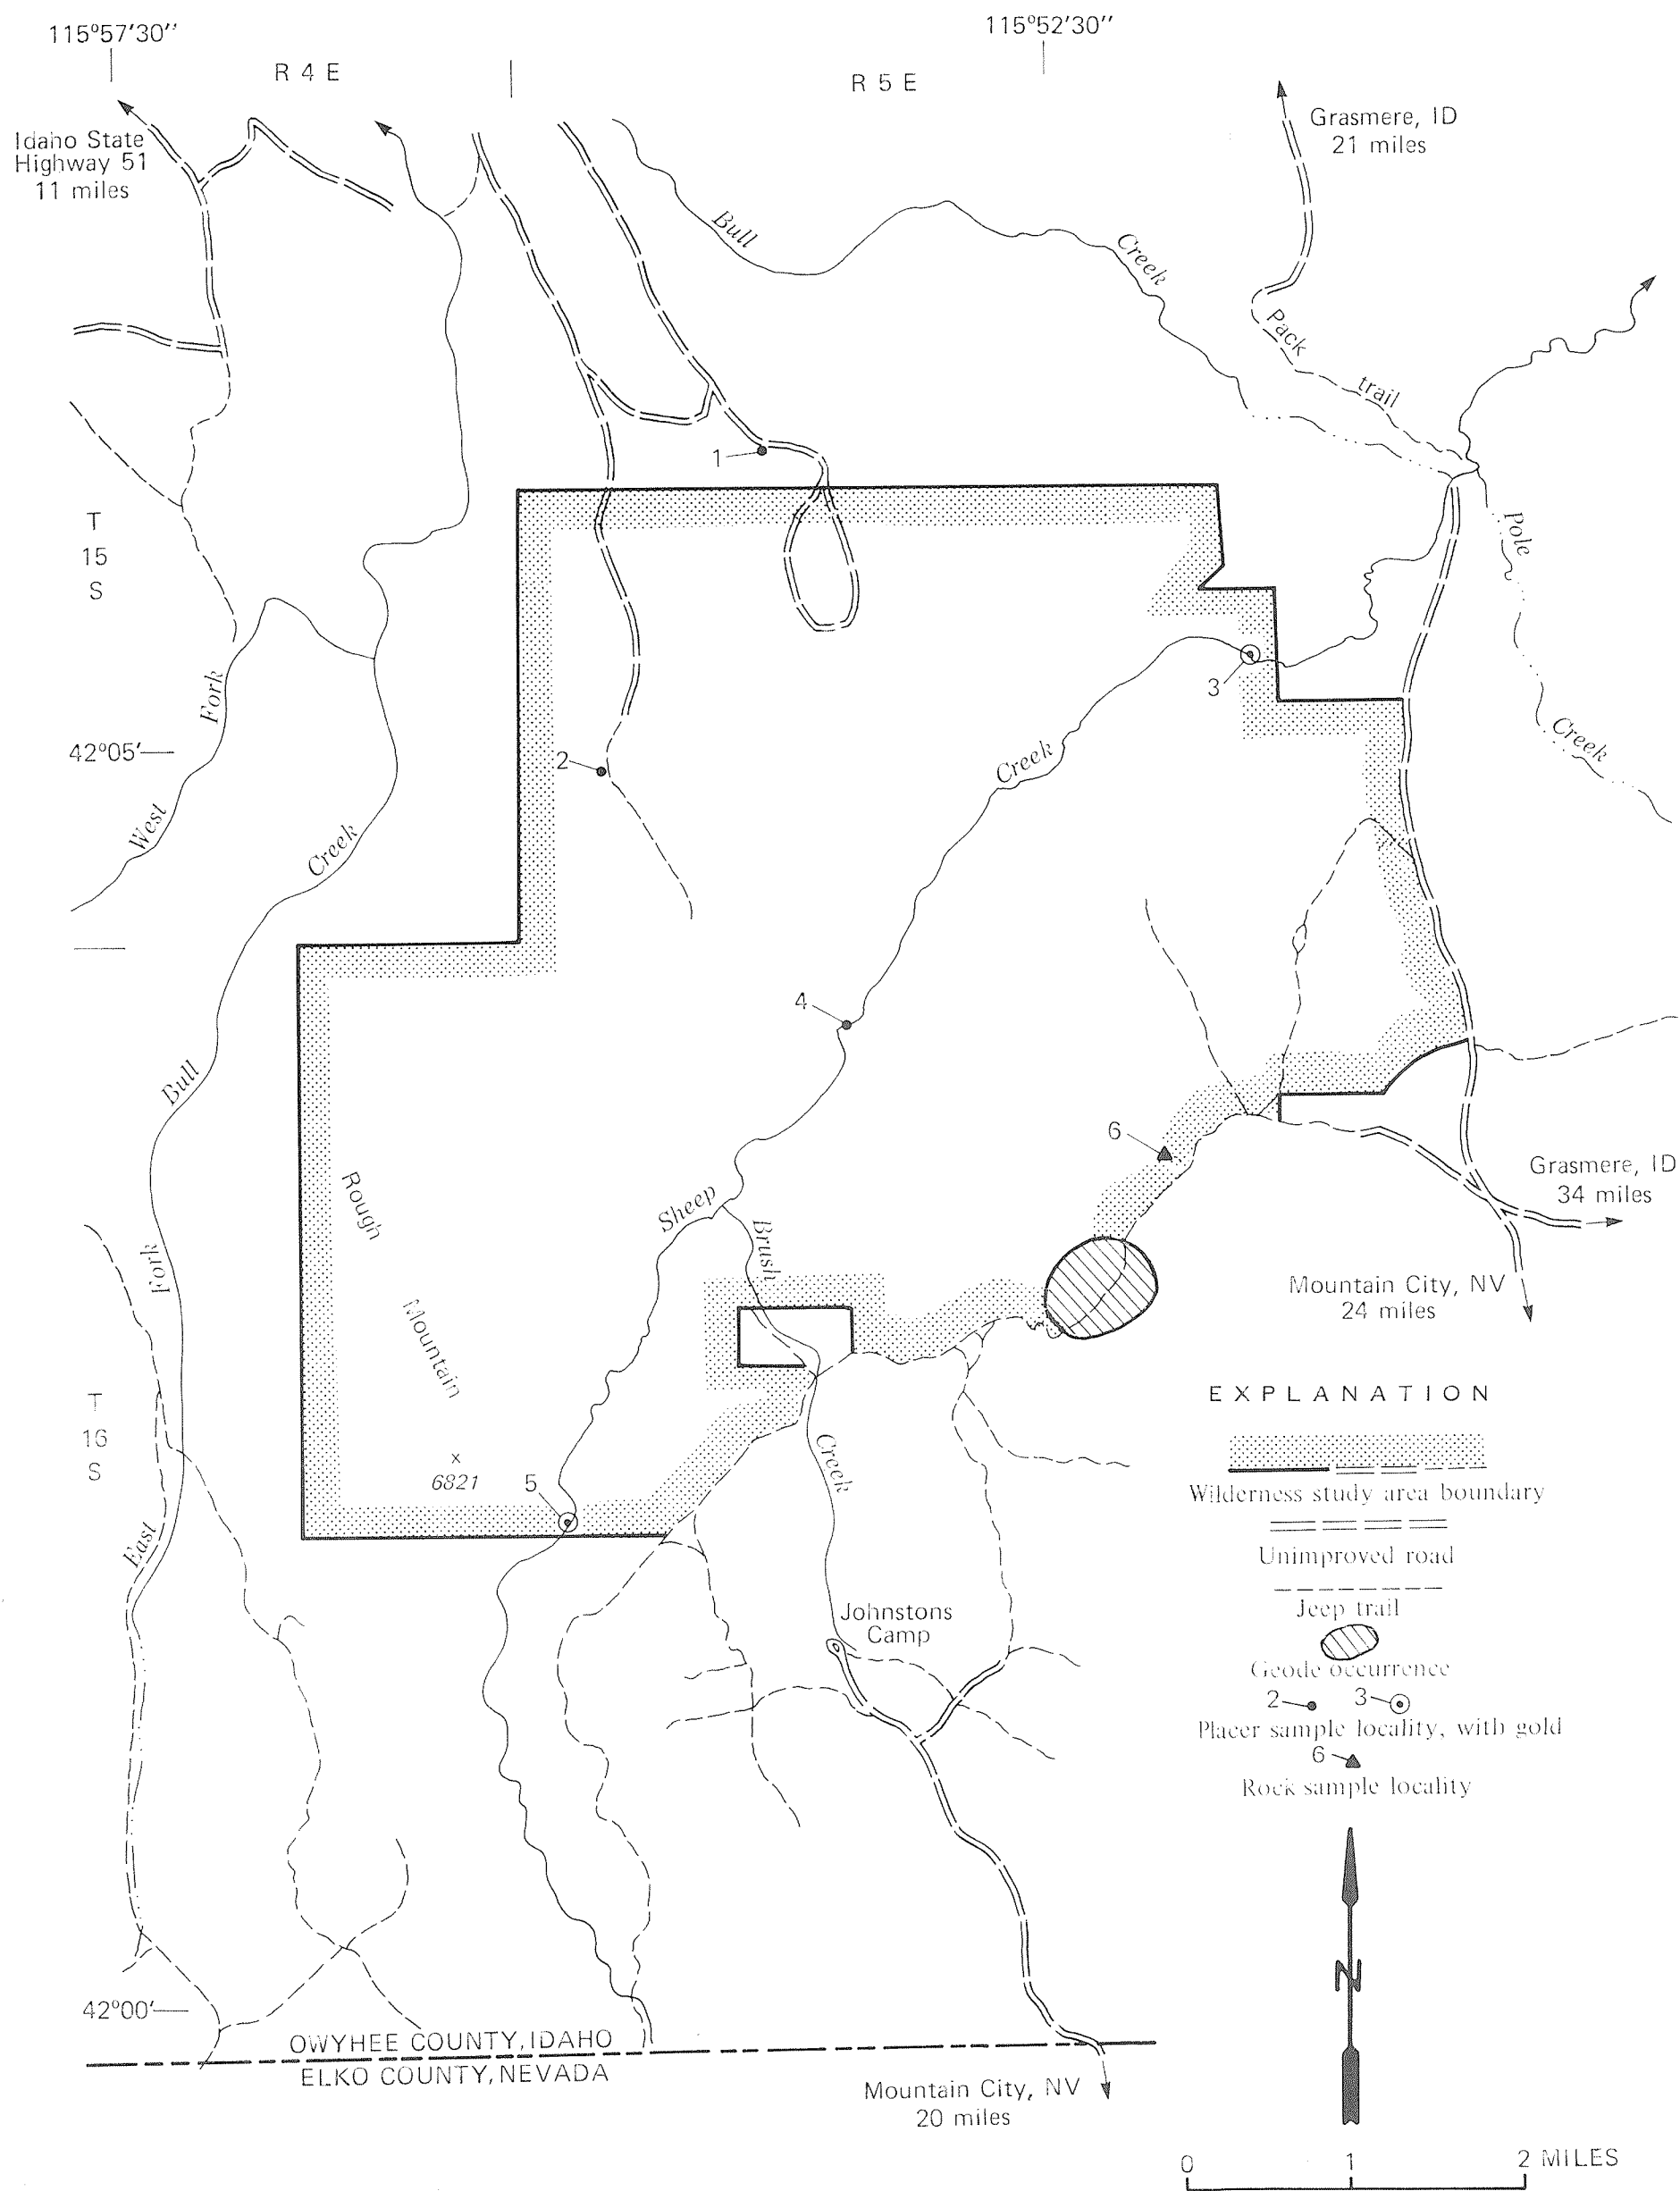 115°57'30"
115°52'30"
R 4 E
R 5 E
Idaho State
Highway 51
11 miles
Grasmere, ID
21 miles
Bull
Creek
Pack
trail
1
T
15
S
Pole
Creek
3
West
Fork
42°05'
2
Creek
Creek
4
Bull
6
Grasmere, ID
34 miles
Rough
Mountain
Sheep
Brush
Fork
Mountain City, NV
24 miles
T
16
S
x
6821
5
Creek
East
Johnstons
Camp
EXPLANATION
Wilderness study area boundary
Unimproved road
Jeep trail
Geode occurrence
2
3
Placer sample locality, with gold
6
Rock sample locality
N
42°00'
OWYHEE COUNTY, IDAHO
ELKO COUNTY, NEVADA
Mountain City, NV
20 miles
0 1 2 MILES